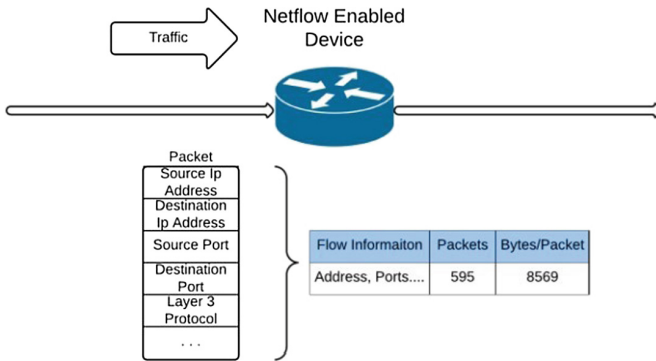 Netflow Enabled
Device
Traffic
Packet
Source Ip
Address
Destination
Ip Address
Source Port
Destination
Port
Layer 3
Protocol
. . .
Flow Informaiton Packets Bytes/Packet
Address, Ports.... 595 8569